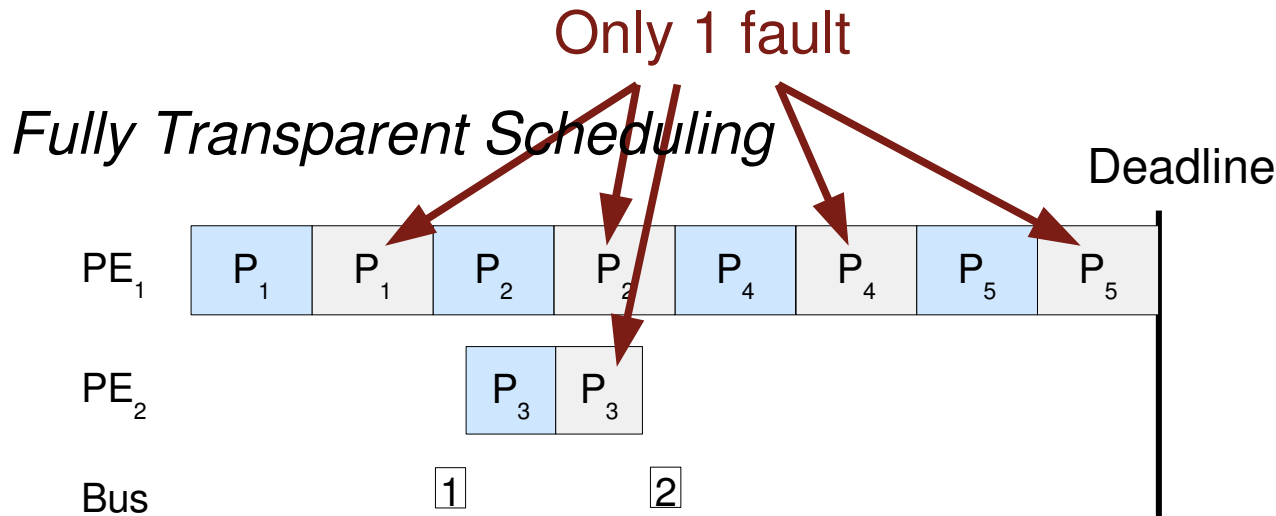 Only 1 fault
Fully Transparent Scheduling
Deadline
PE1 P1 P1 P2 P2 P4 P4 P5 P5
PE2 P3 P3
Bus 1 2